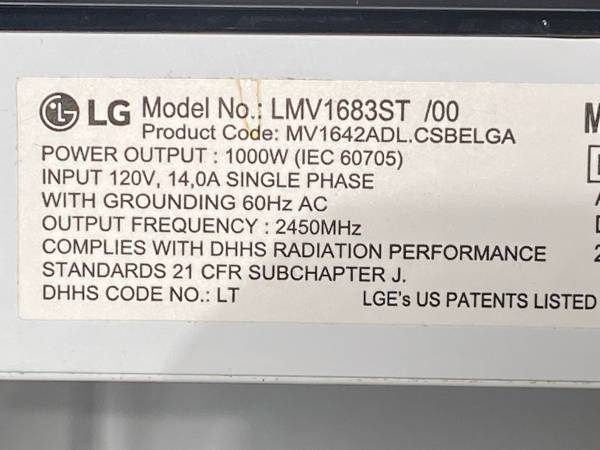 LG Model No.: LMV1683ST /00
Product Code: MV1642ADL.CSBELGA
POWER OUTPUT : 1000W (IEC 60705)
INPUT 120V, 14,0A SINGLE PHASE
WITH GROUNDING 60Hz AC
OUTPUT FREQUENCY : 2450MHz
COMPLIES WITH DHHS RADIATION PERFORMANCE
STANDARDS 21 CFR SUBCHAPTER J.
DHHS CODE NO.: LT
LGE's US PATENTS LISTED